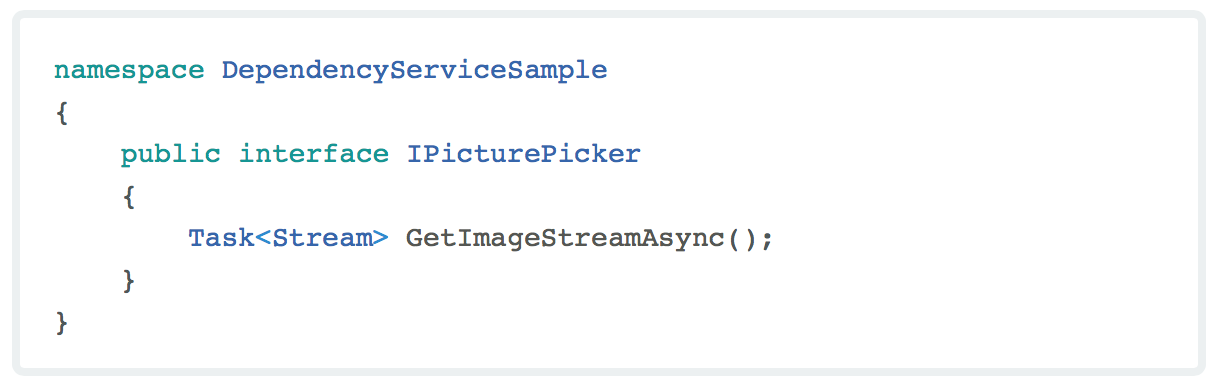 namespace DependencyServiceSample
{
    public interface IPicturePicker
    {
        Task<Stream> GetImageStreamAsync();
    }
}